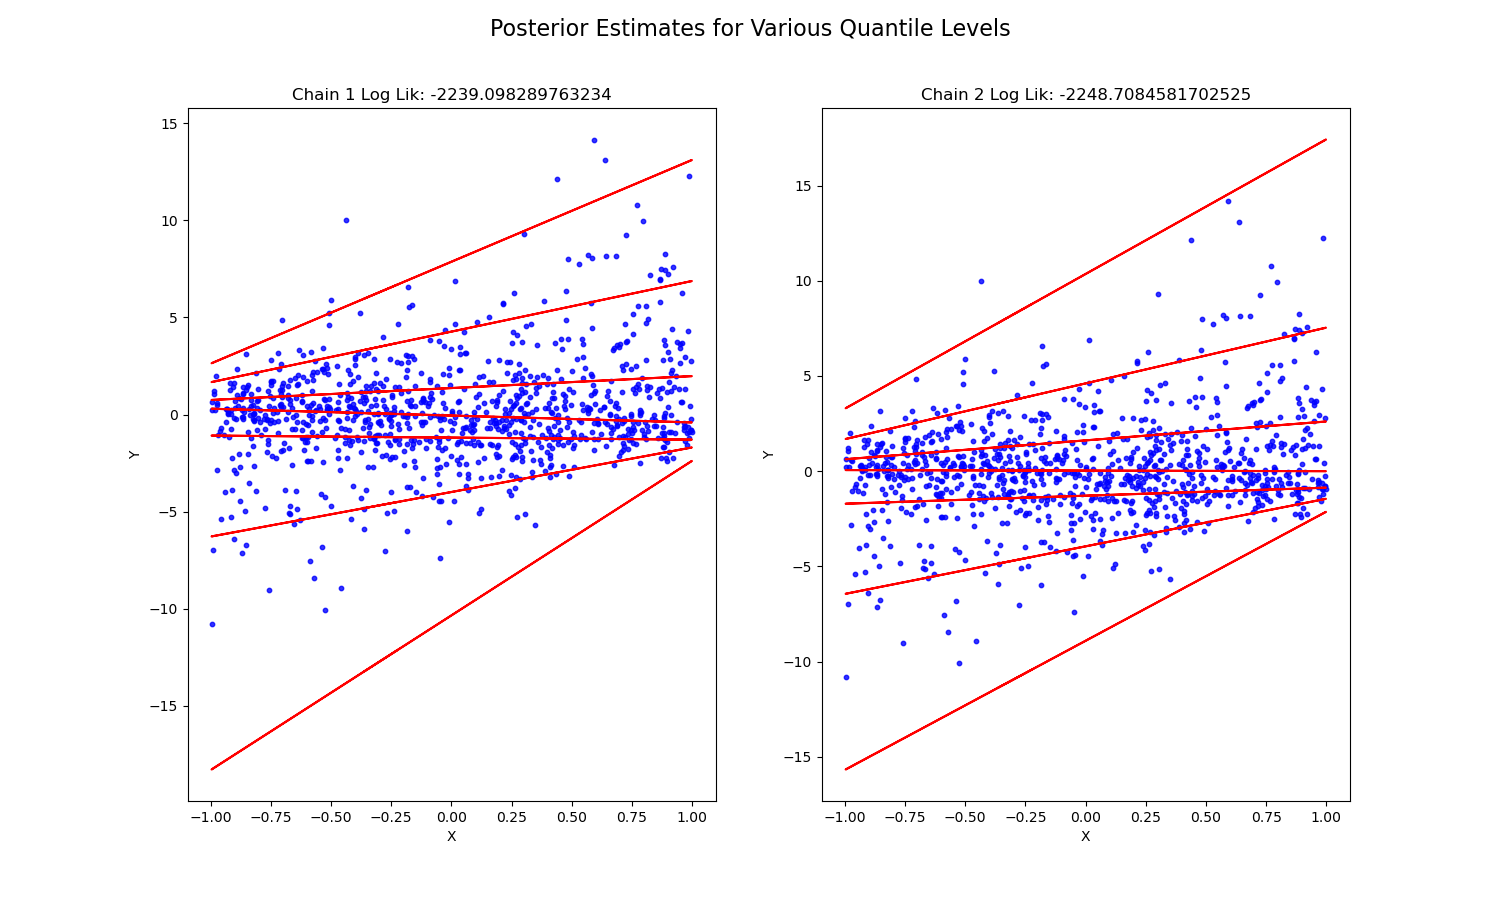 Posterior Estimates for Various Quantile Levels
Chain 1 Log Lik: -2239.098289763234
15
10
5
0
−5
−10
−15
Y
−1.00 −0.75 −0.50 −0.25 0.00 0.25 0.50 0.75 1.00
X
Chain 2 Log Lik: -2248.7084581702525
15
10
5
0
−5
−10
−15
Y
−1.00 −0.75 −0.50 −0.25 0.00 0.25 0.50 0.75 1.00
X